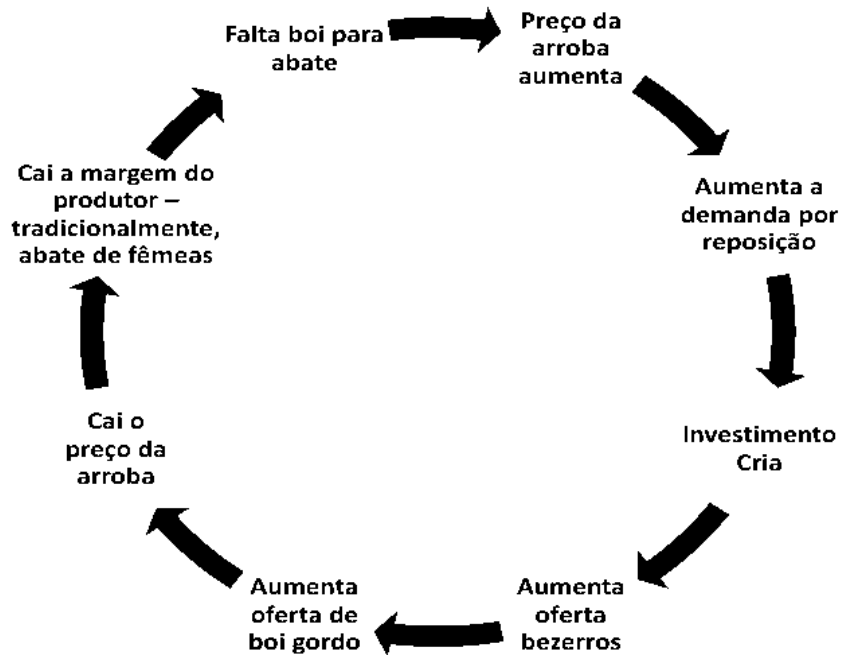 Falta boi para
abate
Preço da
arroba
aumenta
Aumenta a
demanda por
reposição
Investimento
Cria
Aumenta
oferta
bezerros
Aumenta
oferta de
boi gordo
Cai o
preço da
arroba
Cai a margem do
produtor –
tradicionalmente,
abate de fêmeas